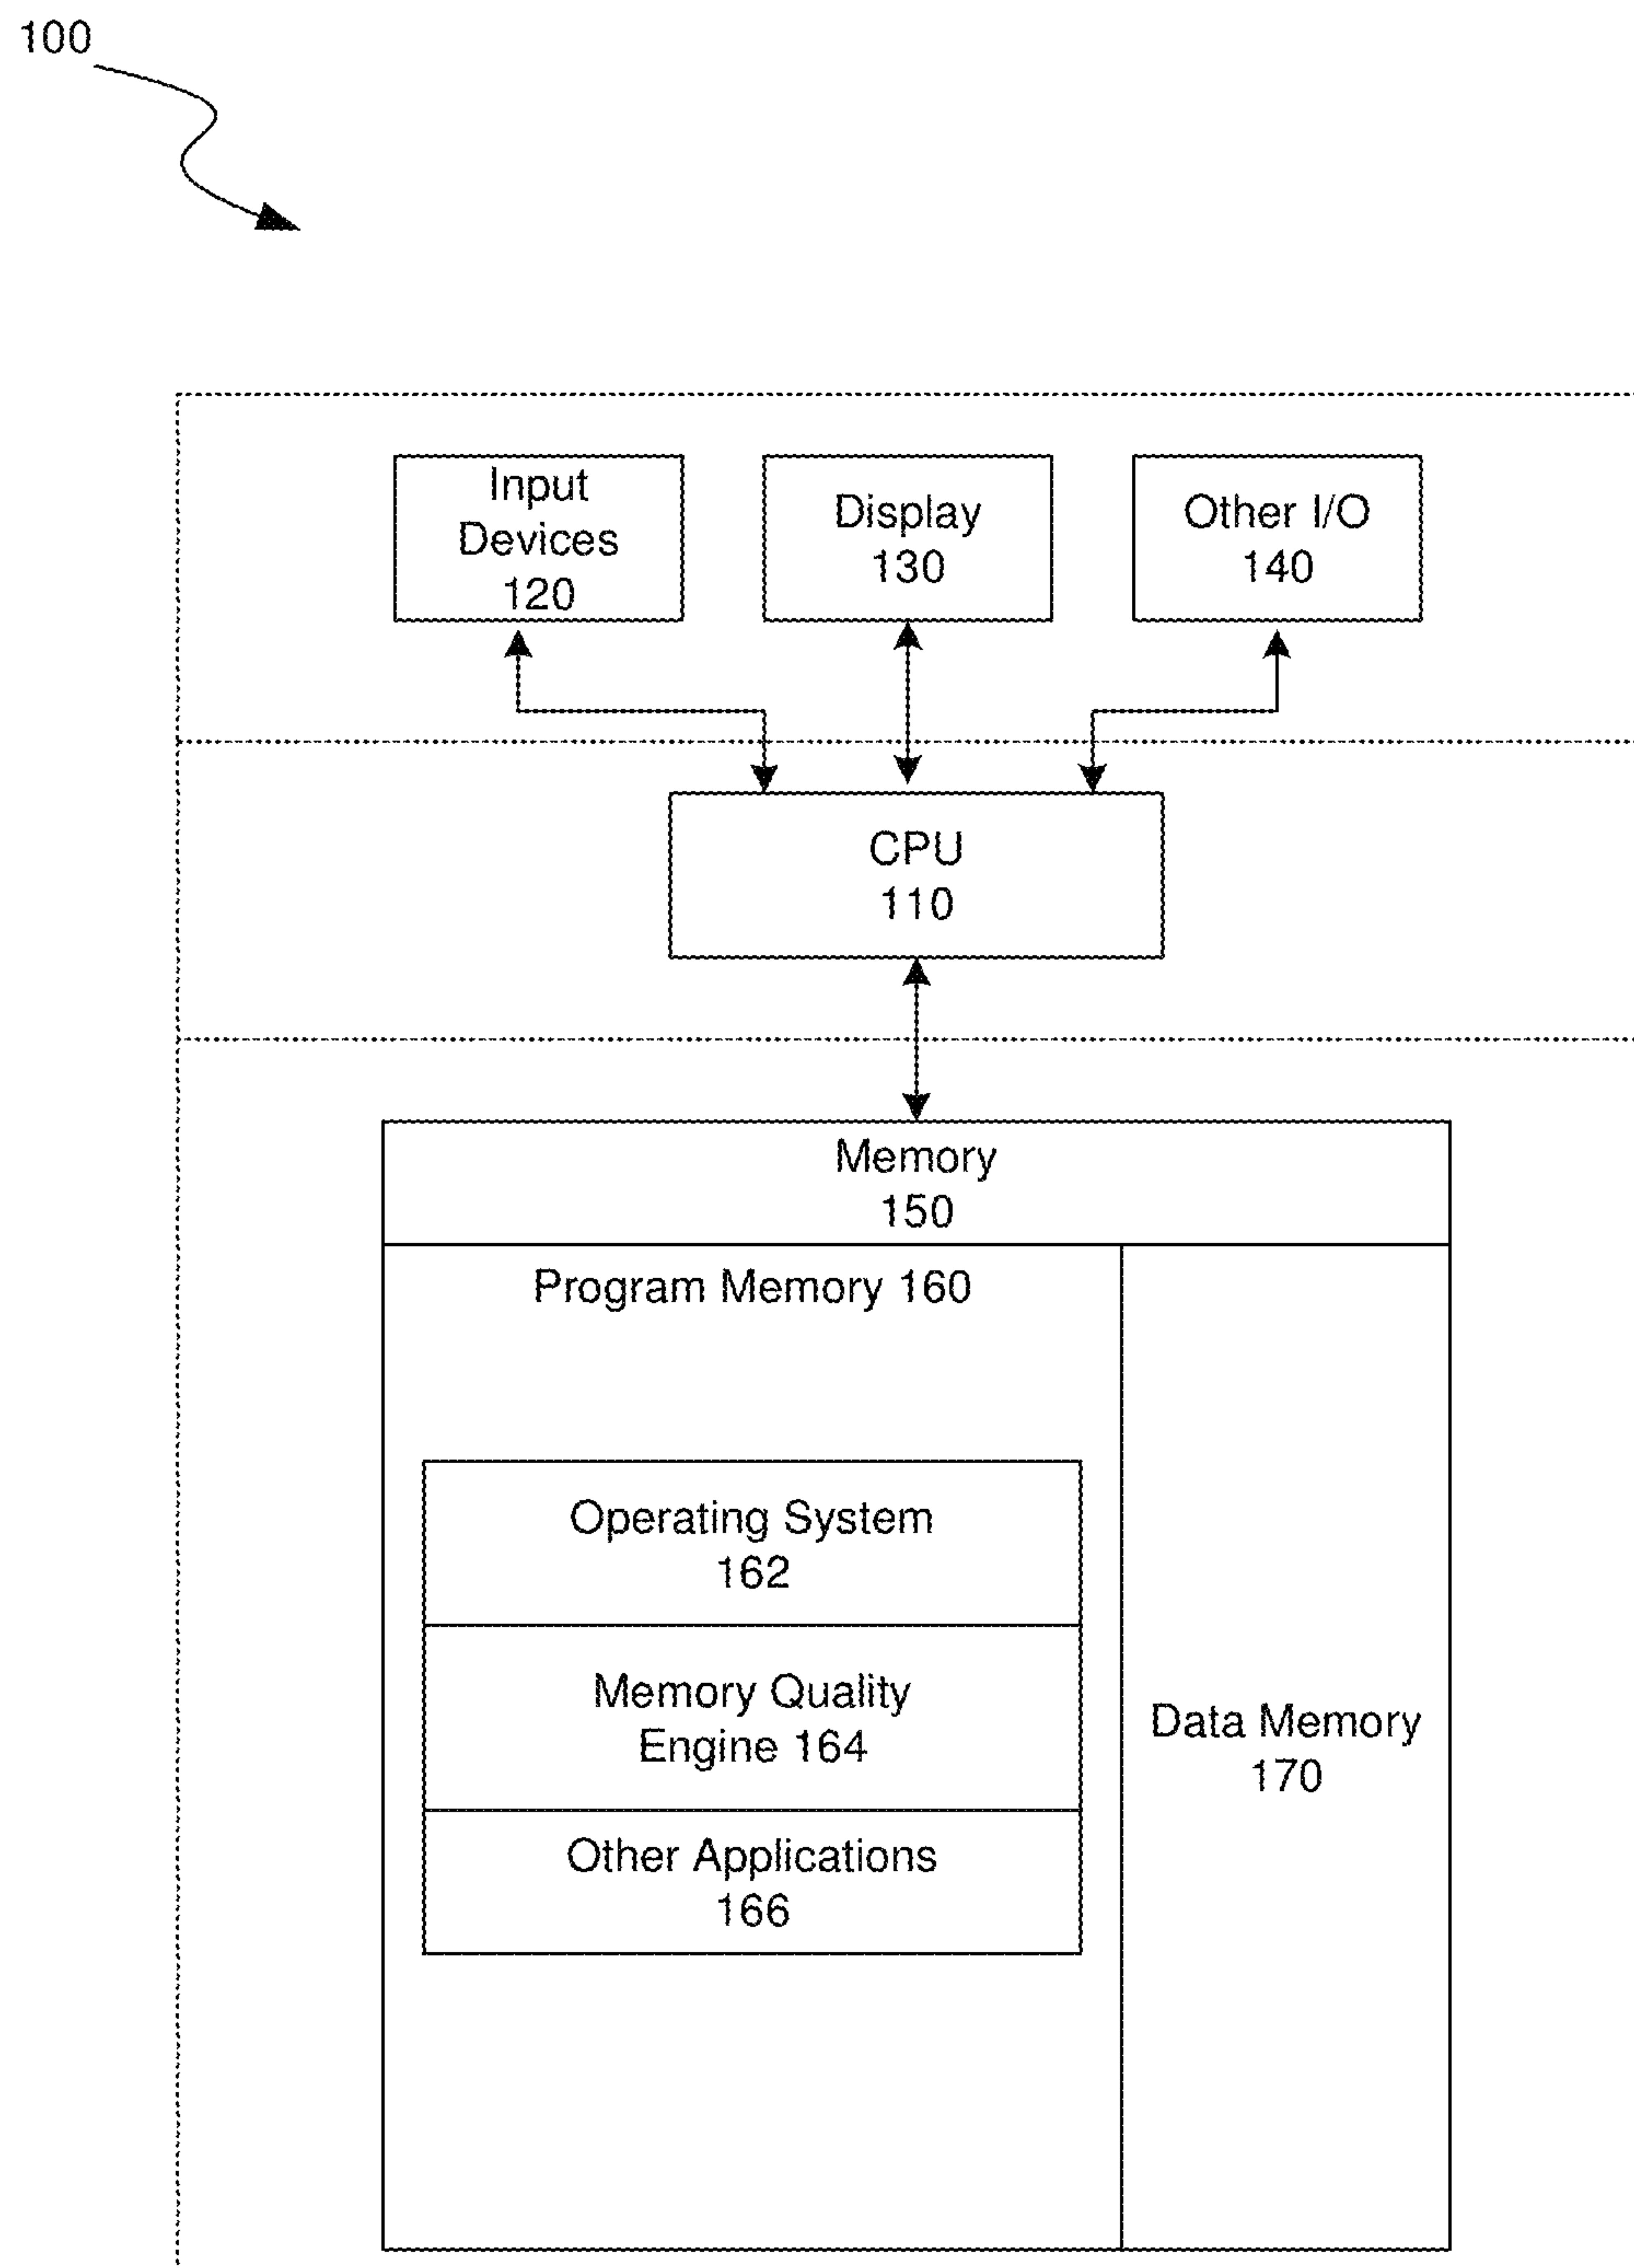 100
Input
Devices
120
Display
130
Other I/O
140
CPU
110
Memory
150
Program Memory 160
Operating System
162
Memory Quality
Engine 164
Other Applications
166
Data Memory
170